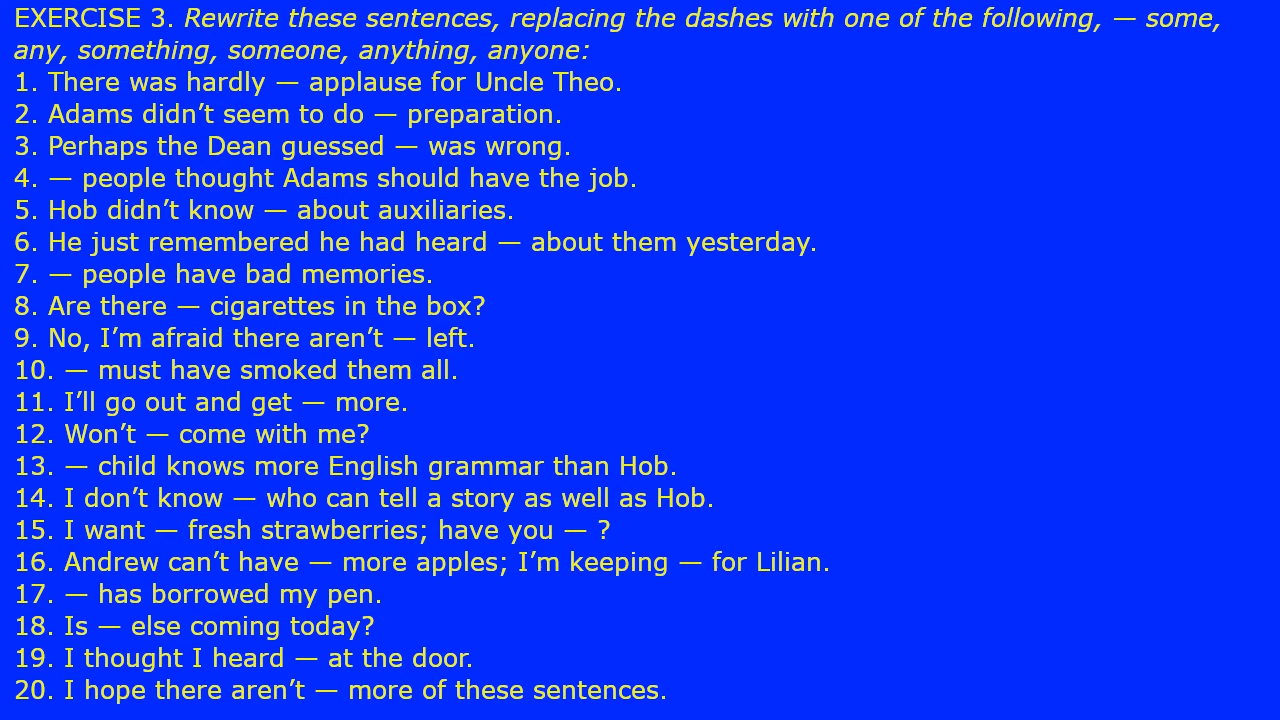 EXERCISE 3. Rewrite these sentences, replacing the dashes with one of the following, — some,
any, something, someone, anything, anyone:
1. There was hardly — applause for Uncle Theo.
2. Adams didn’t seem to do — preparation.
3. Perhaps the Dean guessed — was wrong.
4. — people thought Adams should have the job.
5. Hob didn’t know — about auxiliaries.
6. He just remembered he had heard — about them yesterday.
7. — people have bad memories.
8. Are there — cigarettes in the box?
9. No, I’m afraid there aren’t — left.
10. — must have smoked them all.
11. I’ll go out and get — more.
12. Won’t — come with me?
13. — child knows more English grammar than Hob.
14. I don’t know — who can tell a story as well as Hob.
15. I want — fresh strawberries; have you — ?
16. Andrew can’t have — more apples; I’m keeping — for Lilian.
17. — has borrowed my pen.
18. Is — else coming today?
19. I thought I heard — at the door.
20. I hope there aren’t — more of these sentences.